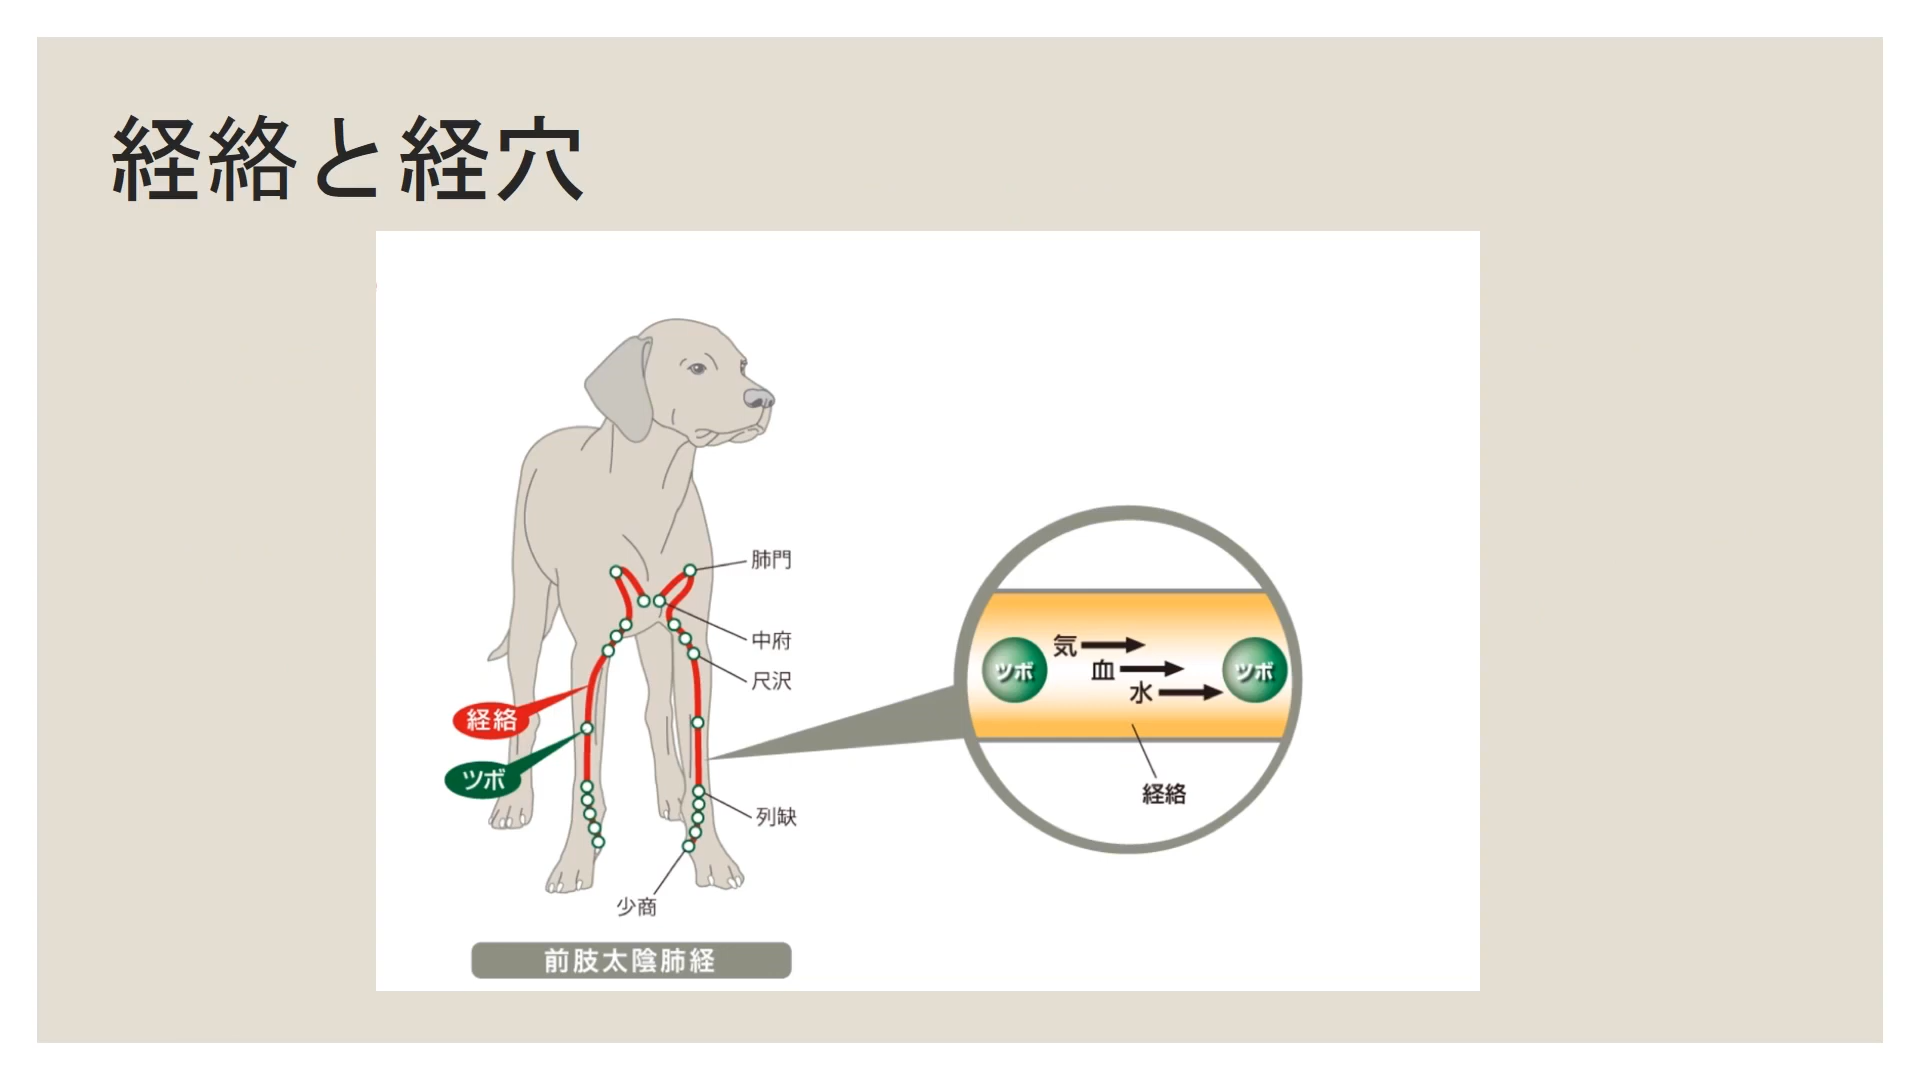 経絡と経穴
肺門
中府
尺沢
経絡
ツボ
列缺
少商
前肢太陰肺経
ツボ
気
血
水
ツボ
経絡